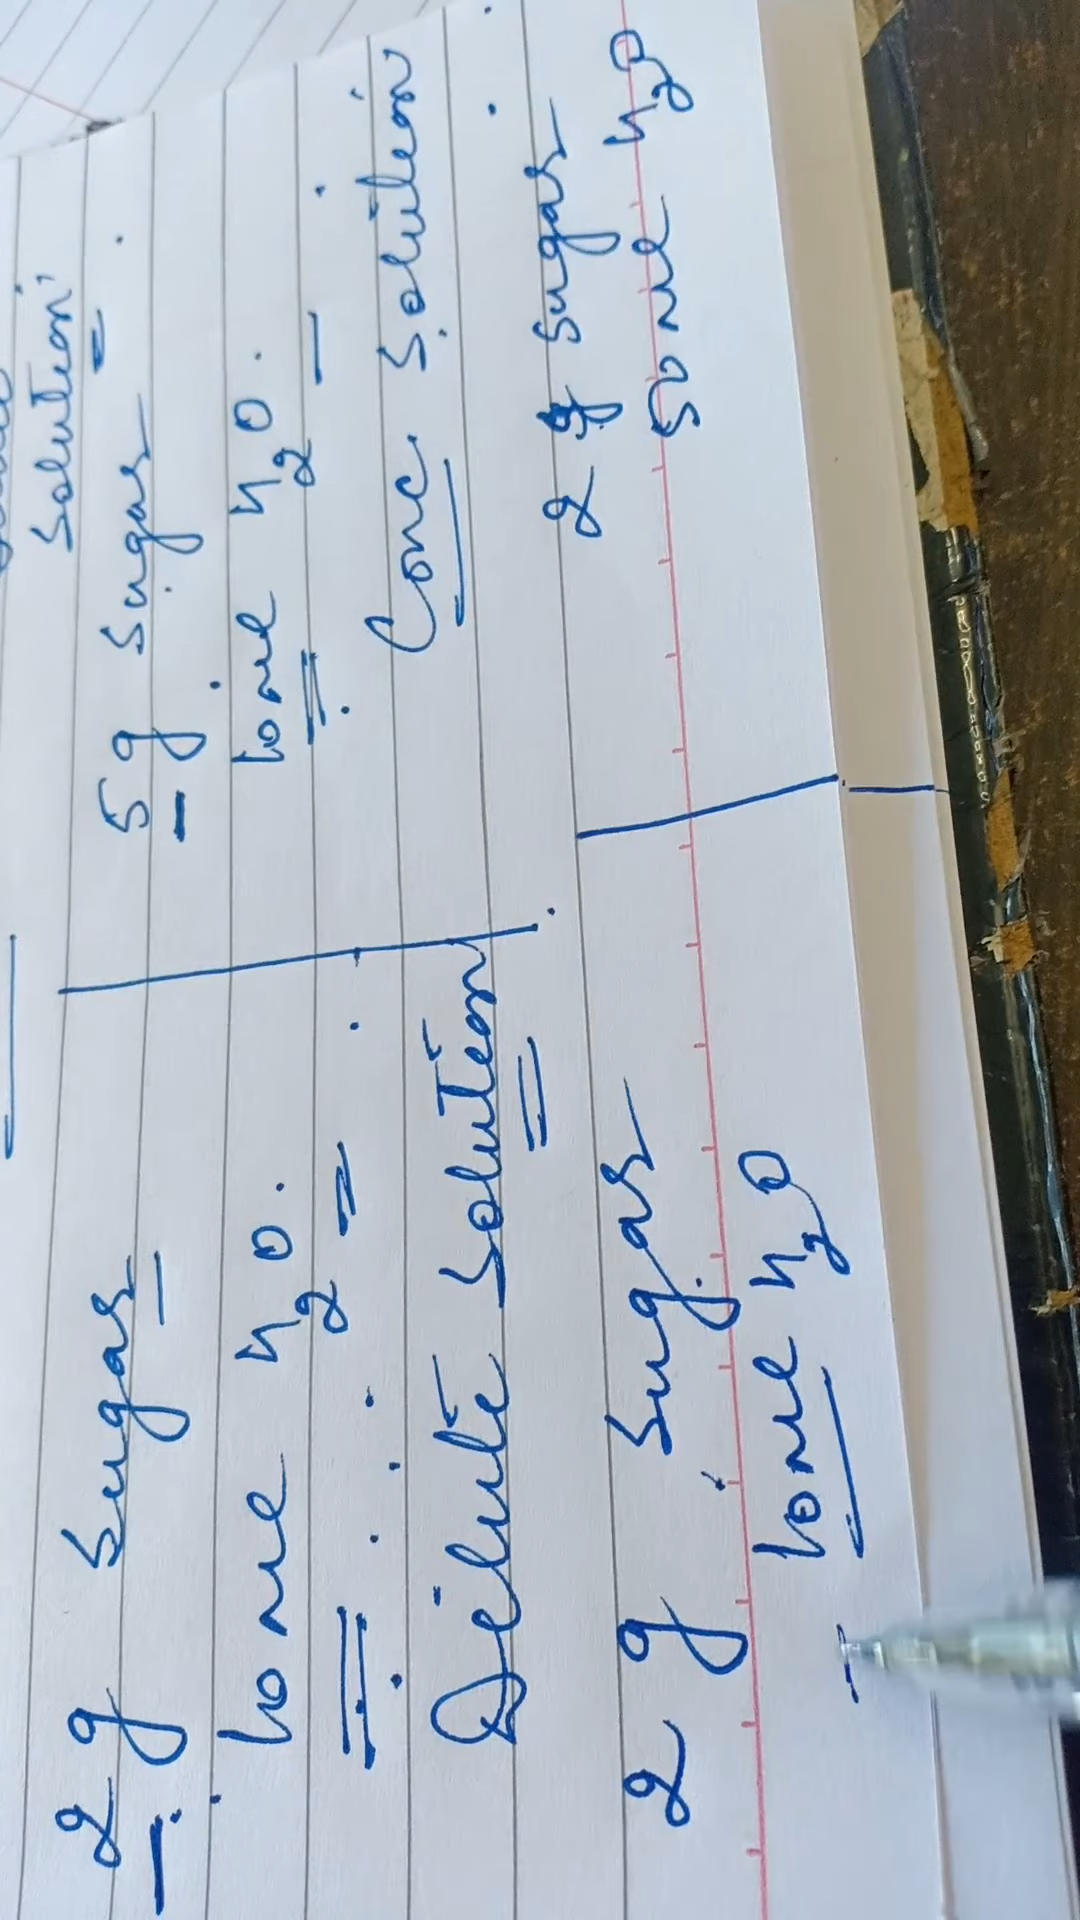 Solution
2 g Sugar
5 g Sugar
10 ml H2O.
10 ml H2O.
Dilute Solution
Conc. Solution
2 g Sugar
2 g Sugar
10 ml H2O
50 ml H2O